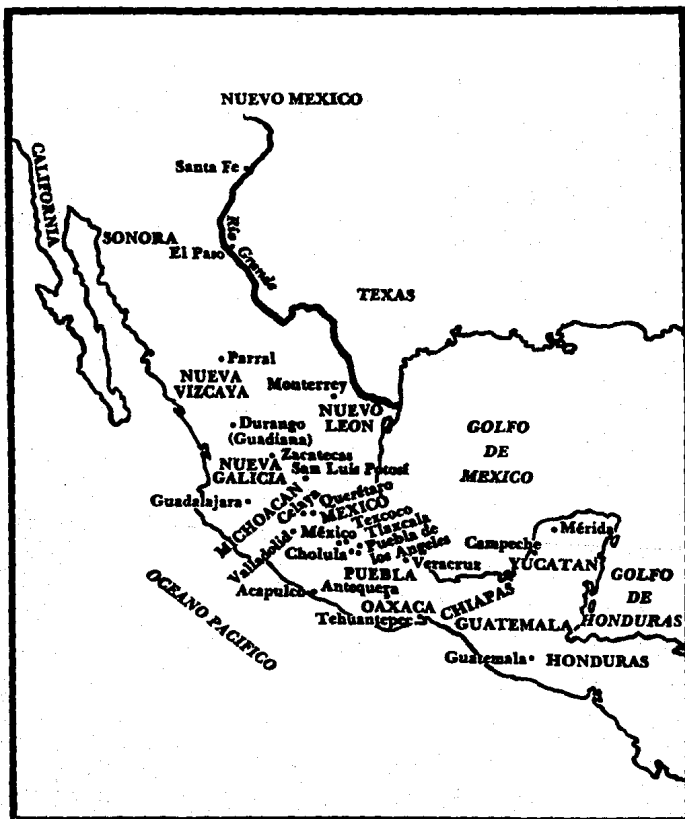 NUEVO MEXICO
Santa Fe
CALIFORNIA
SONORA
El Paso
Río Grande
TEXAS
Parral
NUEVA
VIZCAYA
Monterrey
NUEVO
LEON
Durango
(Guadiana)
GOLFO
DE
MEXICO
Zacatecas
NUEVA
GALICIA
San Luis Potosí
Guadalajara
MICHOACAN
Celaya
Querétaro
MEXICO
Texcoco
Tlaxcala
Valladolid
México
Cholula
Puebla de
los Angeles
Campeche
Mérida
Veracruz
YUCATAN
PUEBLA
GOLFO
DE
HONDURAS
OCEANO PACIFICO
Acapulco
Antequera
OAXACA
CHIAPAS
Tehuantepec
GUATEMALA
Guatemala
HONDURAS